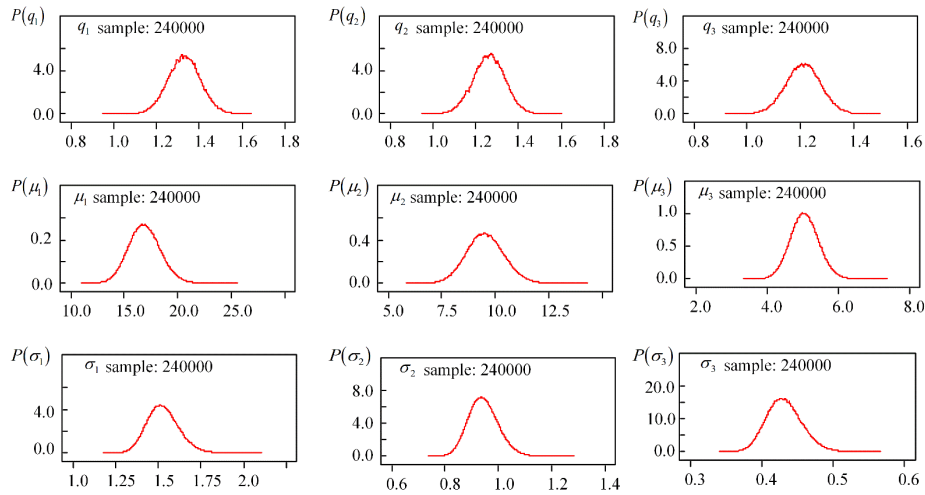 P(q₁) q₁ sample: 240000
4.0
0.0
0.8 1.0 1.2 1.4 1.6 1.8
P(q₂) q₂ sample: 240000
4.0
0.0
0.8 1.0 1.2 1.4 1.6 1.8
P(q₃) q₃ sample: 240000
8.0
4.0
0.0
0.8 1.0 1.2 1.4 1.6
P(μ₁) μ₁ sample: 240000
0.2
0.0
10.0 15.0 20.0 25.0
P(μ₂) μ₂ sample: 240000
0.4
0.0
5.0 7.5 10.0 12.5
P(μ₃) μ₃ sample: 240000
1.0
0.5
0.0
2.0 4.0 6.0 8.0
P(σ₁) σ₁ sample: 240000
4.0
0.0
1.0 1.25 1.5 1.75 2.0
P(σ₂) σ₂ sample: 240000
8.0
4.0
0.0
0.6 0.8 1.0 1.2 1.4
P(σ₃) σ₃ sample: 240000
20.0
10.0
0.0
0.3 0.4 0.5 0.6